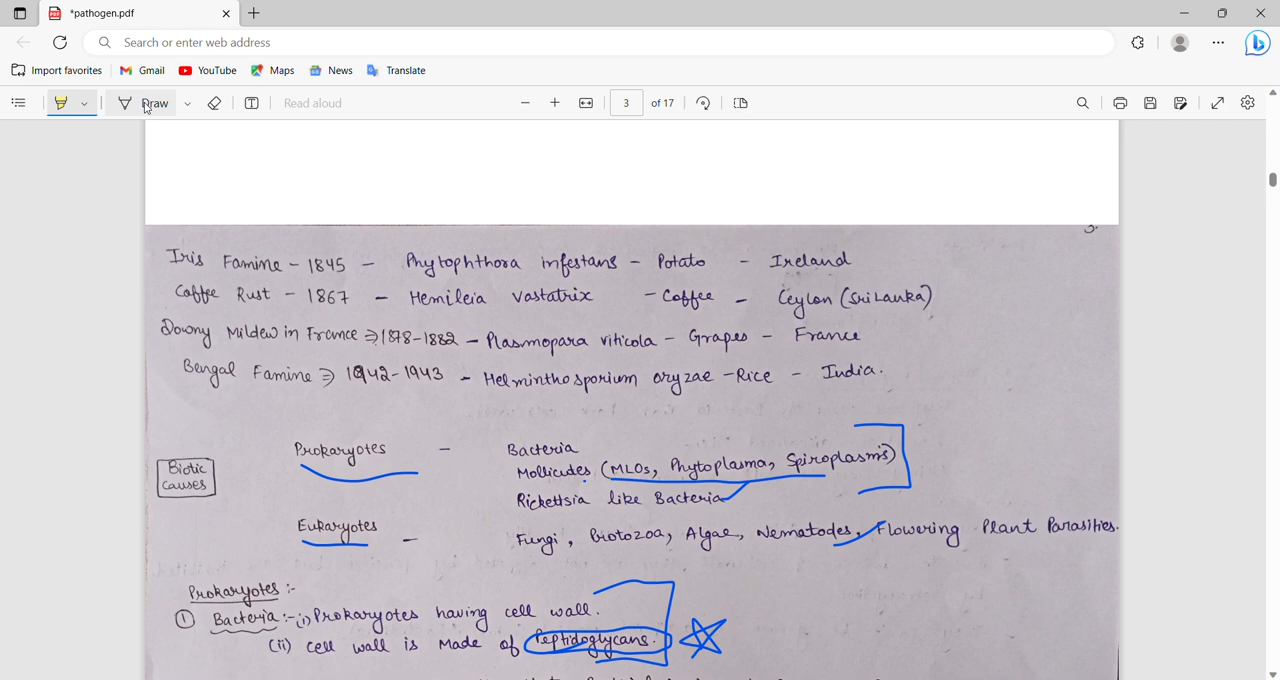 *pathogen.pdf
Search or enter web address
Import favorites Gmail YouTube Maps News Translate
Draw Read aloud 3 of 17
3.
Iris Famine - 1845 - Phytophthora infestans - Potato - Ireland
Coffee Rust - 1867 - Hemileia vastatrix - Coffee - Ceylon (SriLanka)
Downy Mildew in France ⇒ 1878-1882 - Plasmopara viticola - Grapes - France
Bengal Famine ⇒ 1942-1943 - Helminthosporium oryzae - Rice - India.
Biotic causes
Prokaryotes - Bacteria
Mollicutes (MLOs, Phytoplasma, Spiroplasms)
Rickettsia like Bacteria
Eukaryotes - Fungi, Protozoa, Algae, Nematodes, Flowering Plant Parasities.
Prokaryotes :-
① Bacteria :- (i) Prokaryotes having cell wall.
(ii) cell wall is Made of Peptidoglycans.